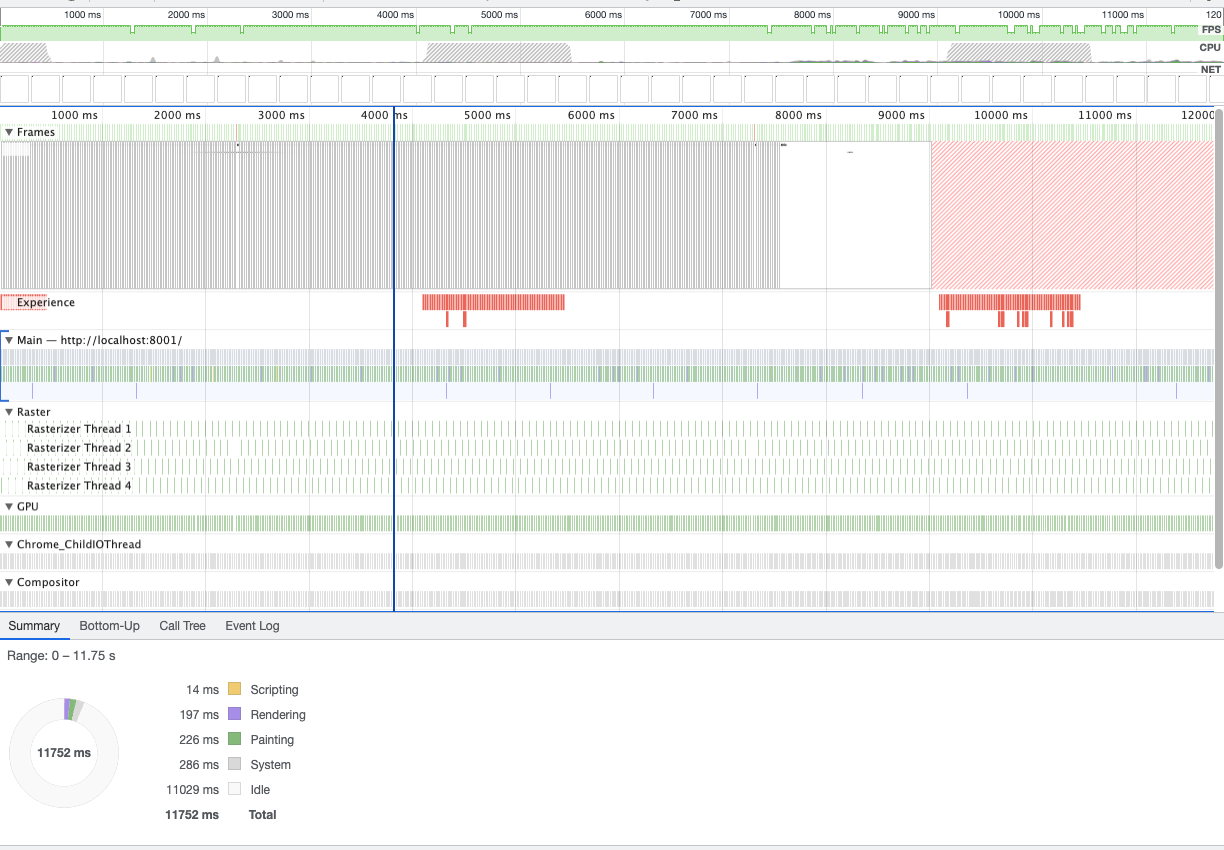 1000 ms 2000 ms 3000 ms 4000 ms 5000 ms 6000 ms 7000 ms 8000 ms 9000 ms 10000 ms 11000 ms 120
FPS
CPU
NET
1000 ms 2000 ms 3000 ms 4000 ms 5000 ms 6000 ms 7000 ms 8000 ms 9000 ms 10000 ms 11000 ms 12000
Frames
Experience
Main — http://localhost:8001/
Raster
Rasterizer Thread 1
Rasterizer Thread 2
Rasterizer Thread 3
Rasterizer Thread 4
GPU
Chrome_ChildIOThread
Compositor
Summary Bottom-Up Call Tree Event Log
Range: 0 – 11.75 s
14 ms Scripting
197 ms Rendering
226 ms Painting
11752 ms
286 ms System
11029 ms Idle
11752 ms Total